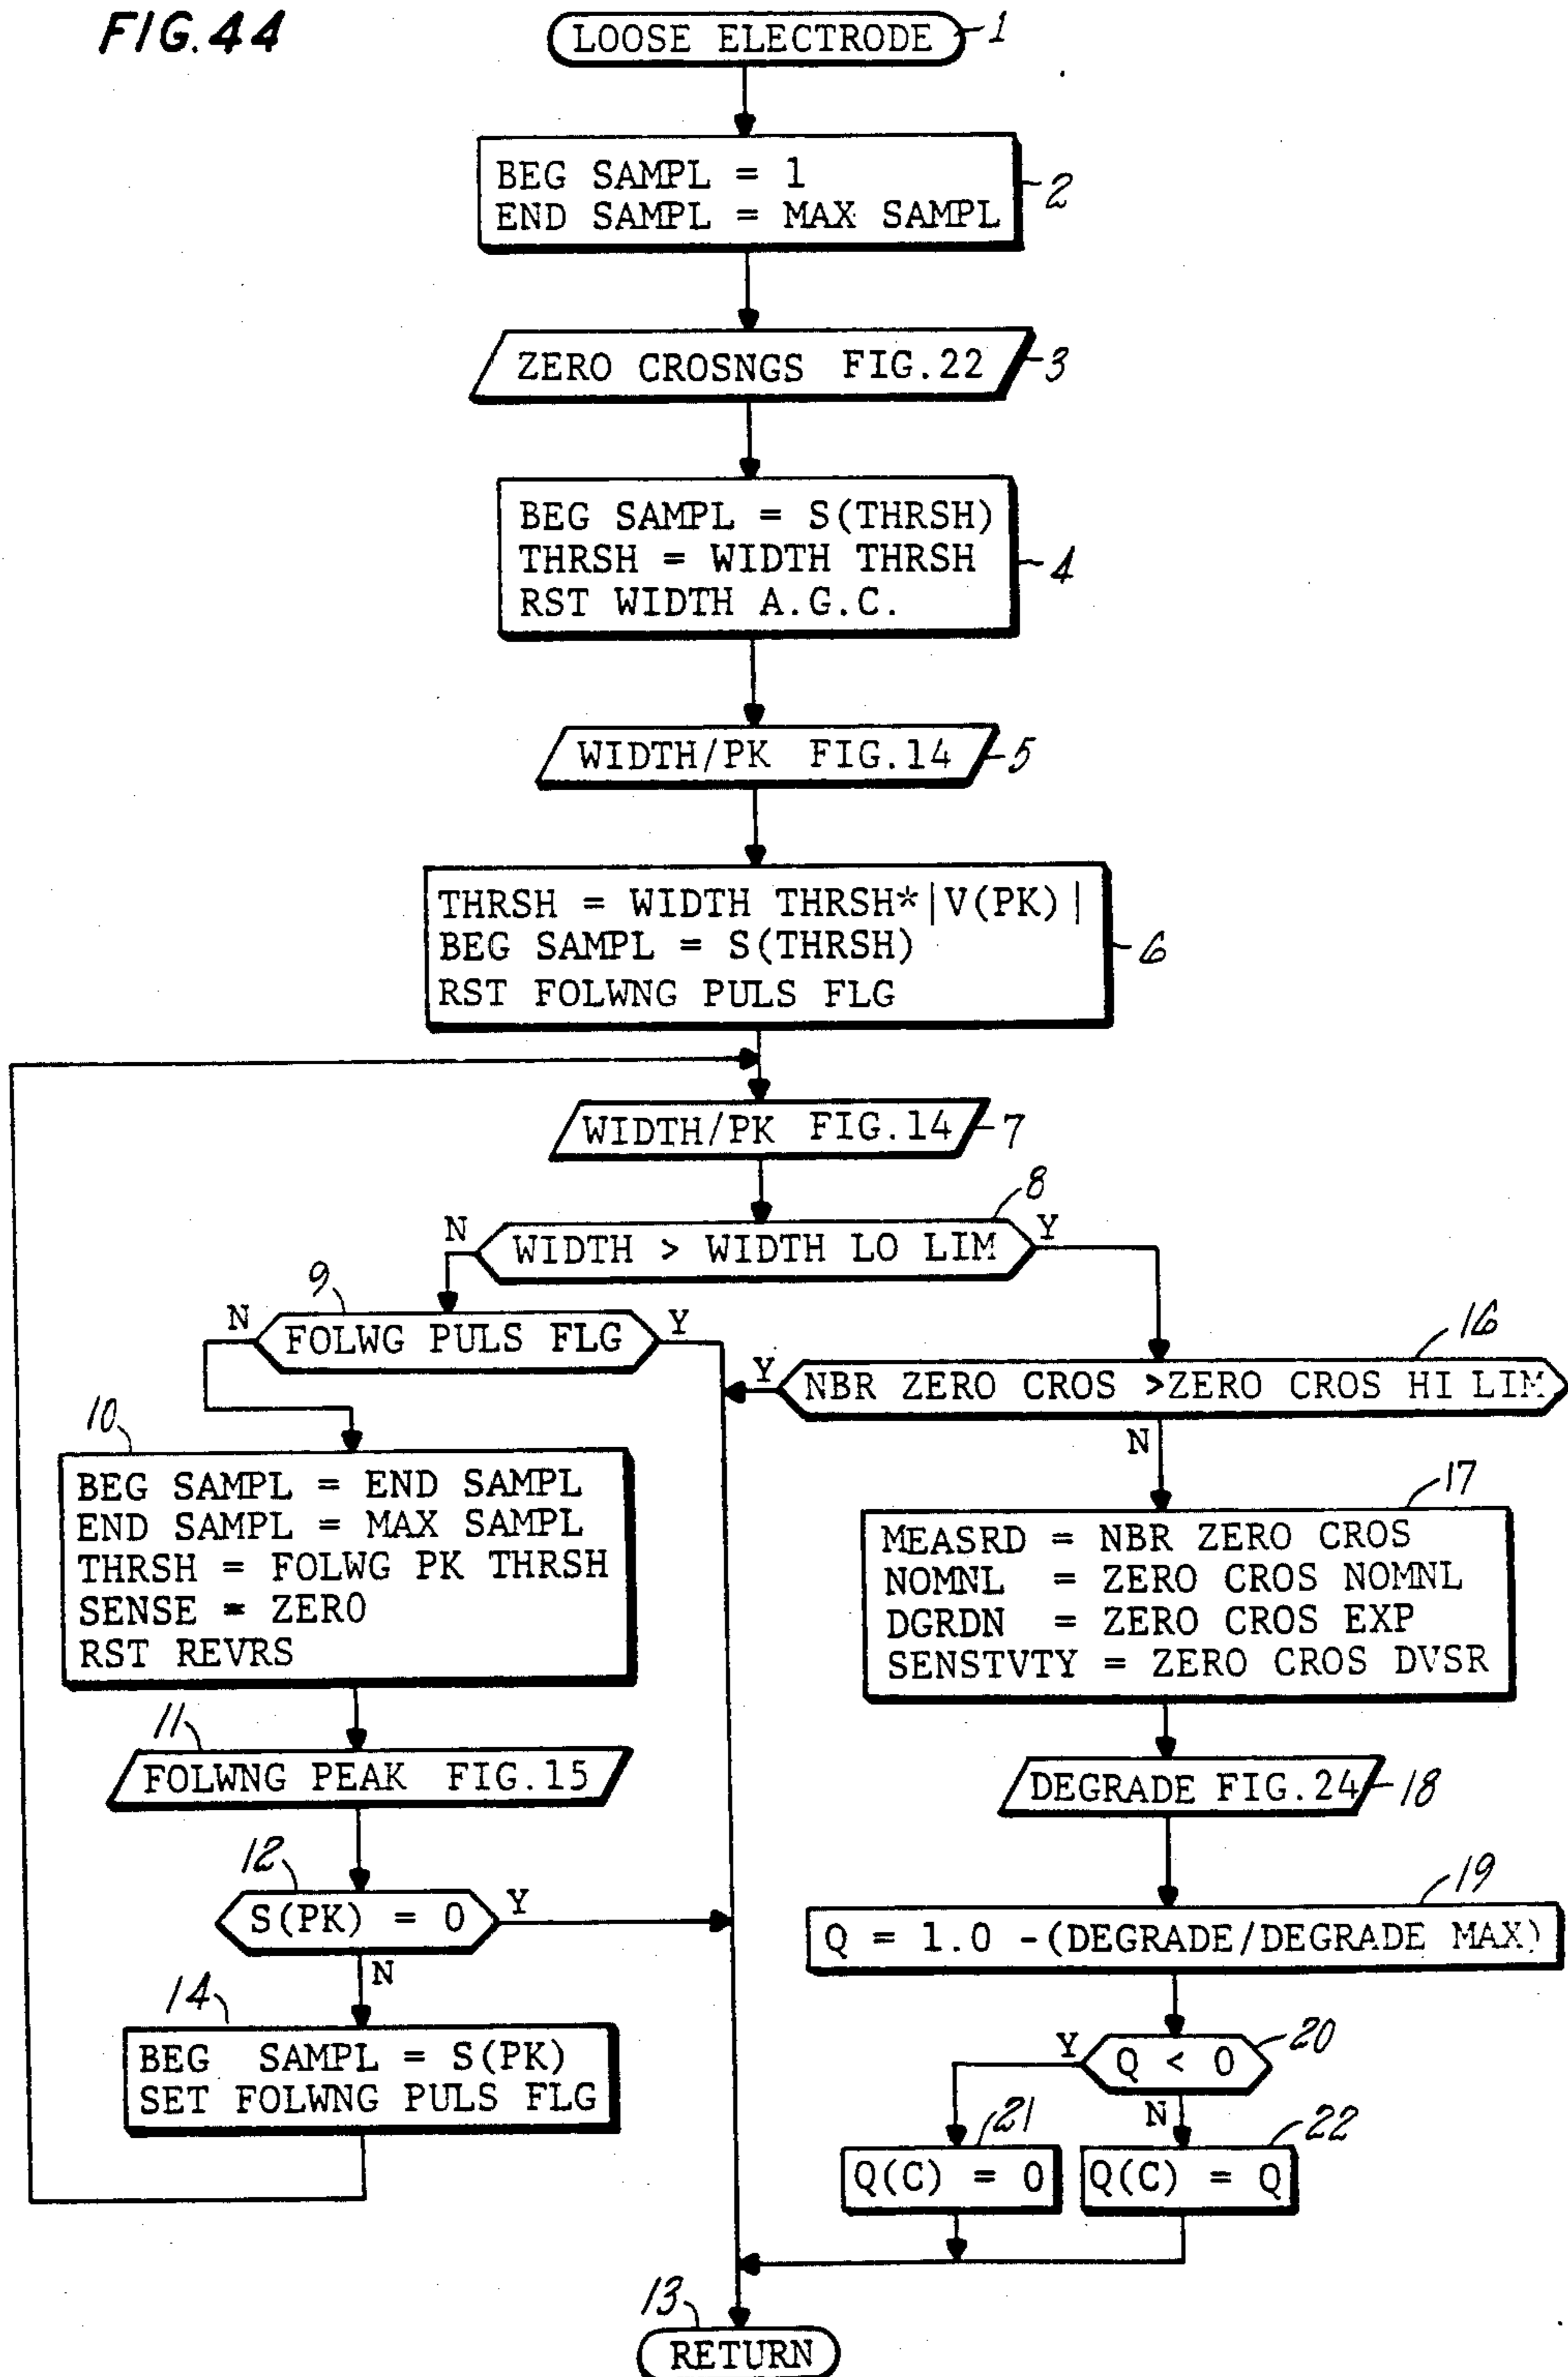 FIG.44
LOOSE ELECTRODE
1
BEG SAMPL = 1
END SAMPL = MAX SAMPL
2
ZERO CROSNGS FIG.22
3
BEG SAMPL = S(THRSH)
THRSH = WIDTH THRSH
RST WIDTH A.G.C.
4
WIDTH/PK FIG.14
5
THRSH = WIDTH THRSH*|V(PK)|
BEG SAMPL = S(THRSH)
RST FOLWNG PULS FLG
6
WIDTH/PK FIG.14
7
8
N
WIDTH > WIDTH LO LIM
Y
9
N
FOLWG PULS FLG
Y
16
Y
NBR ZERO CROS >ZERO CROS HI LIM
N
10
BEG SAMPL = END SAMPL
END SAMPL = MAX SAMPL
THRSH = FOLWG PK THRSH
SENSE = ZERO
RST REVRS
17
MEASRD = NBR ZERO CROS
NOMNL = ZERO CROS NOMNL
DGRDN = ZERO CROS EXP
SENSTVTY = ZERO CROS DVSR
11
FOLWNG PEAK FIG.15
DEGRADE FIG.24
18
12
S(PK) = 0
Y
N
19
Q = 1.0 -(DEGRADE/DEGRADE MAX)
14
BEG SAMPL = S(PK)
SET FOLWNG PULS FLG
20
Y
Q < 0
N
21
Q(C) = 0
22
Q(C) = Q
13
RETURN